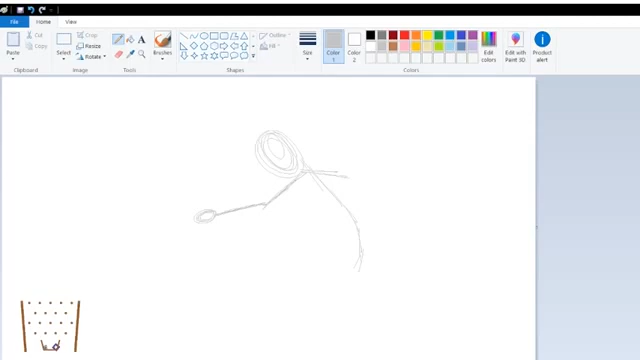 File Home View
Cut
Copy
Paste
Clipboard
Select
Crop
Resize
Rotate
Image
A
Tools
Brushes
Outline
Fill
Shapes
Size
Color
1
Color
2
Edit
colors
Colors
Edit with
Paint 3D
Product
alert